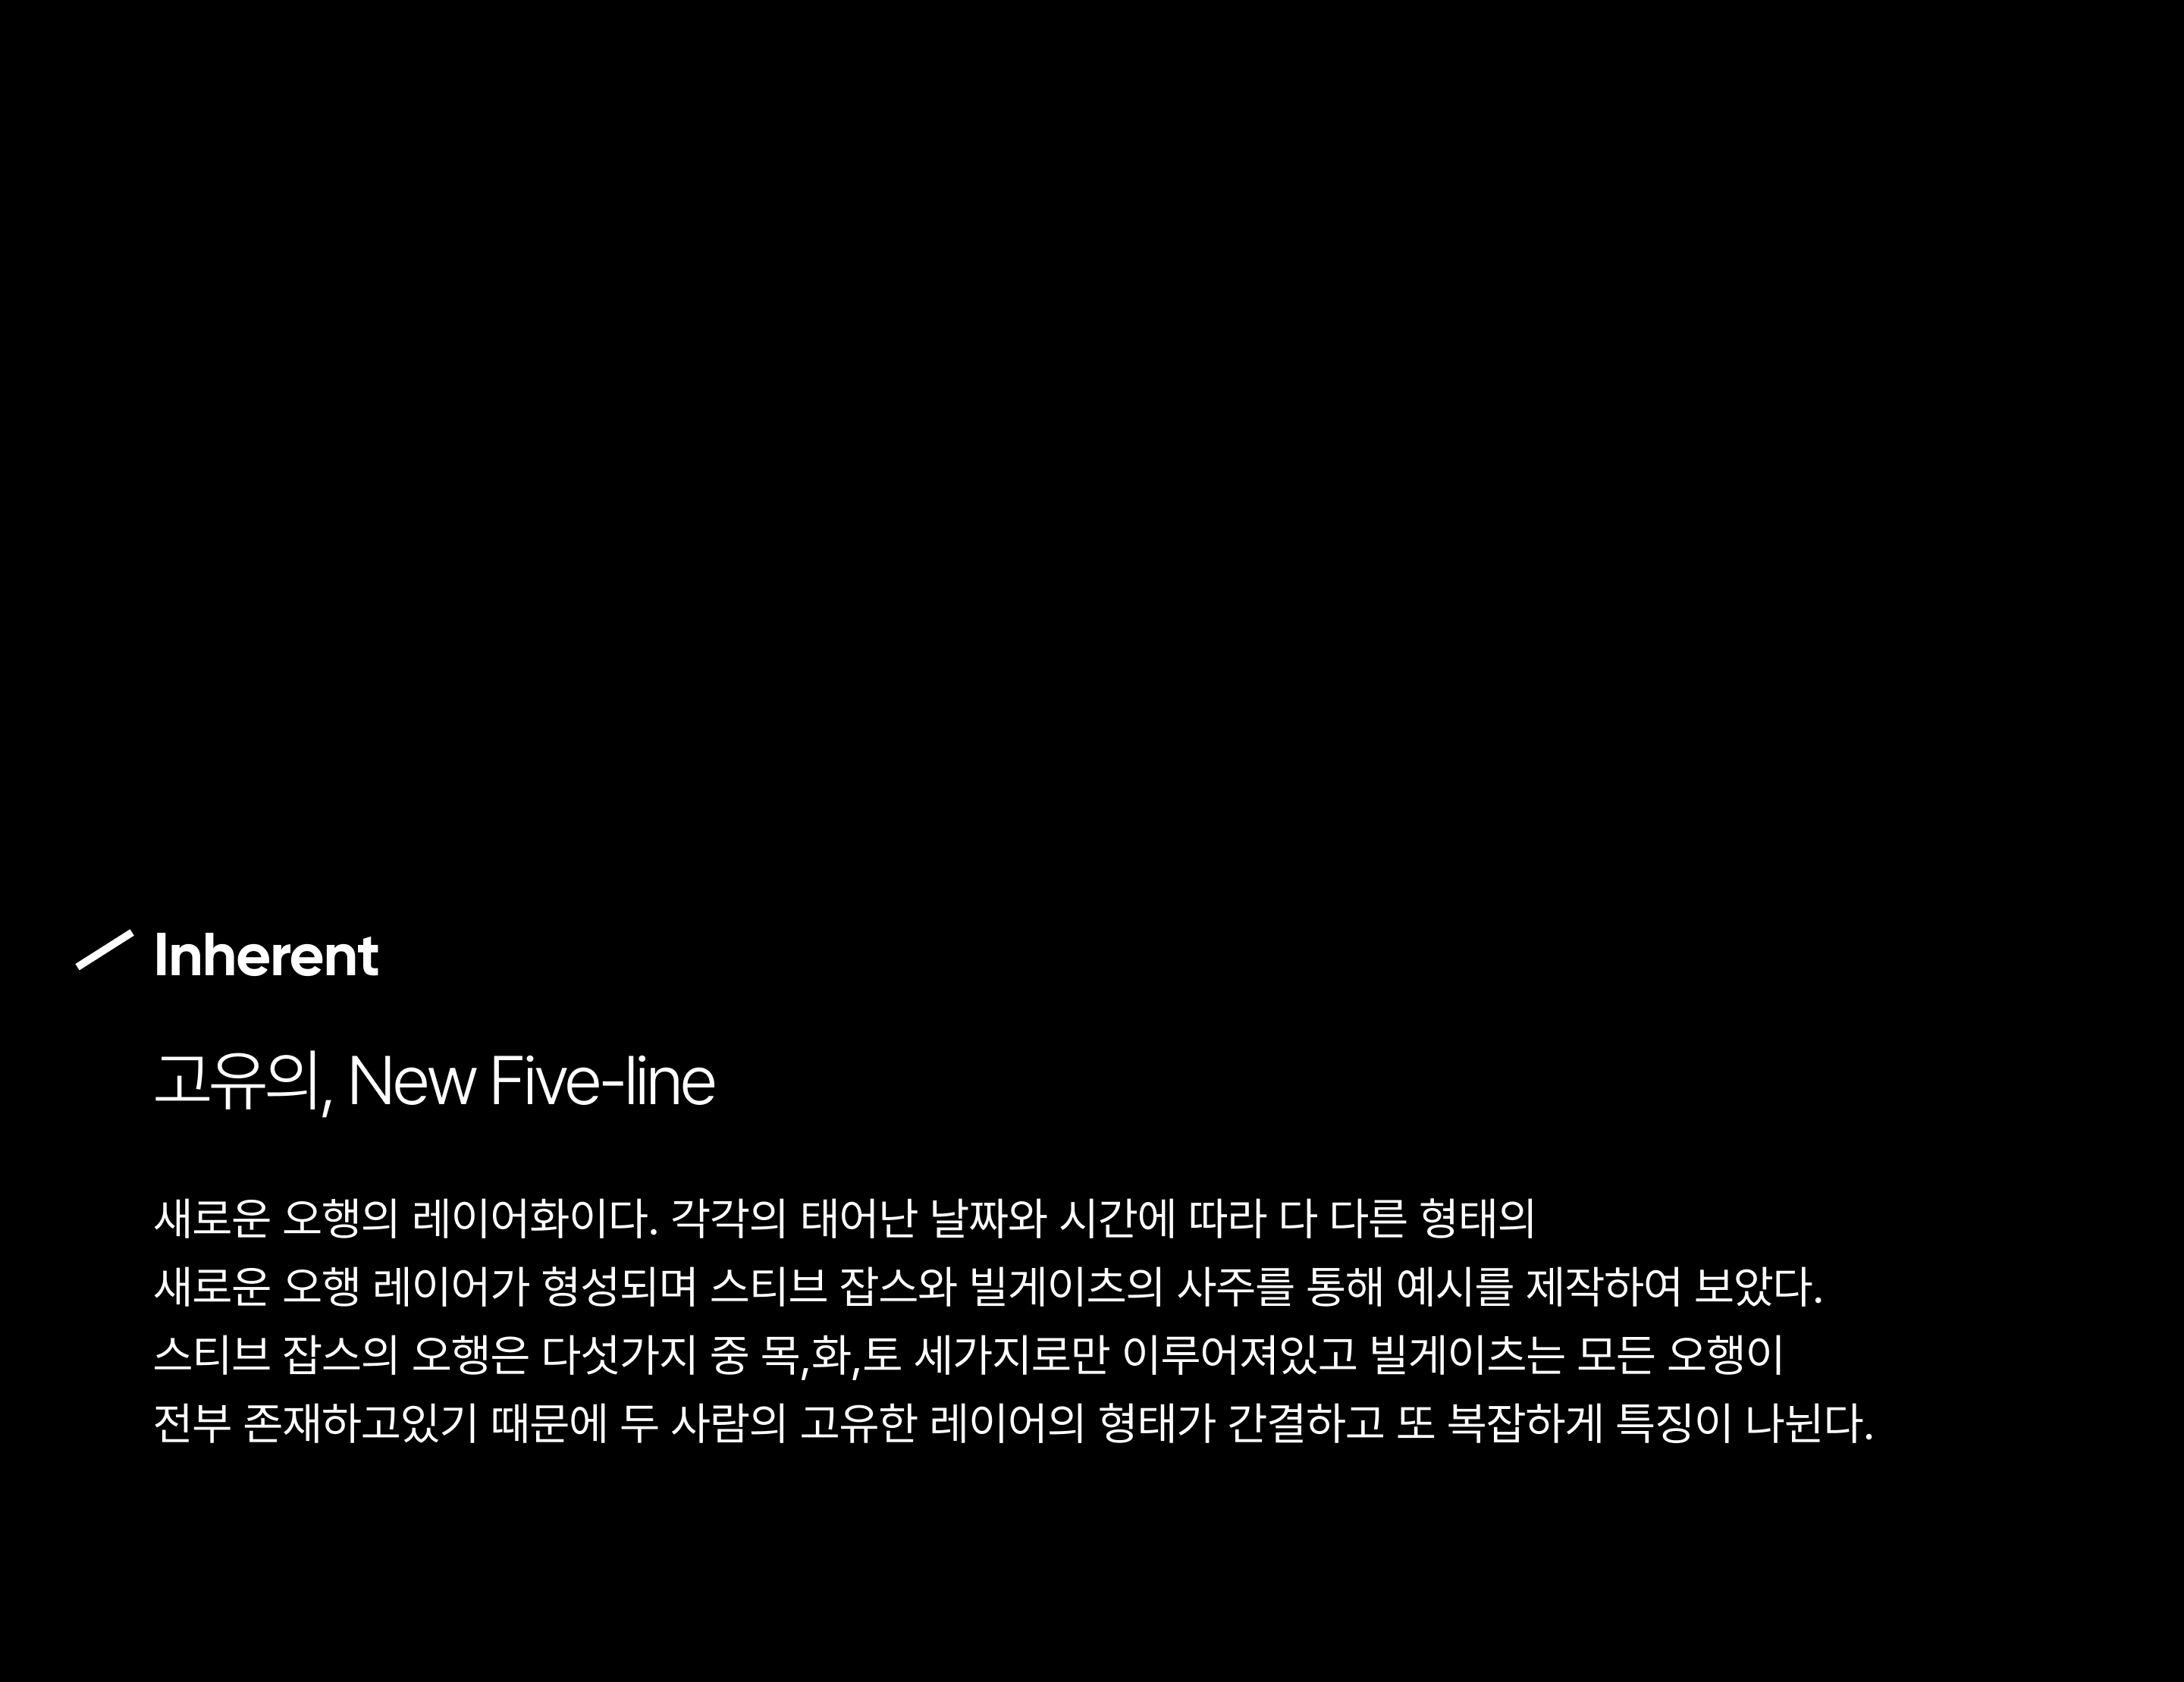 Inherent
고유의, New Five-line
새로운 오행의 레이어화이다. 각각의 태어난 날짜와 시간에 따라 다 다른 형태의
새로운 오행 레이어가 형성되며 스티브 잡스와 빌게이츠의 사주를 통해 예시를 제작하여 보았다.
스티브 잡스의 오행은 다섯가지 중 목,화,토 세가지로만 이루어져있고 빌게이츠는 모든 오행이
전부 존재하고있기 때문에 두 사람의 고유한 레이어의 형태가 간결하고 또 복잡하게 특징이 나뉜다.